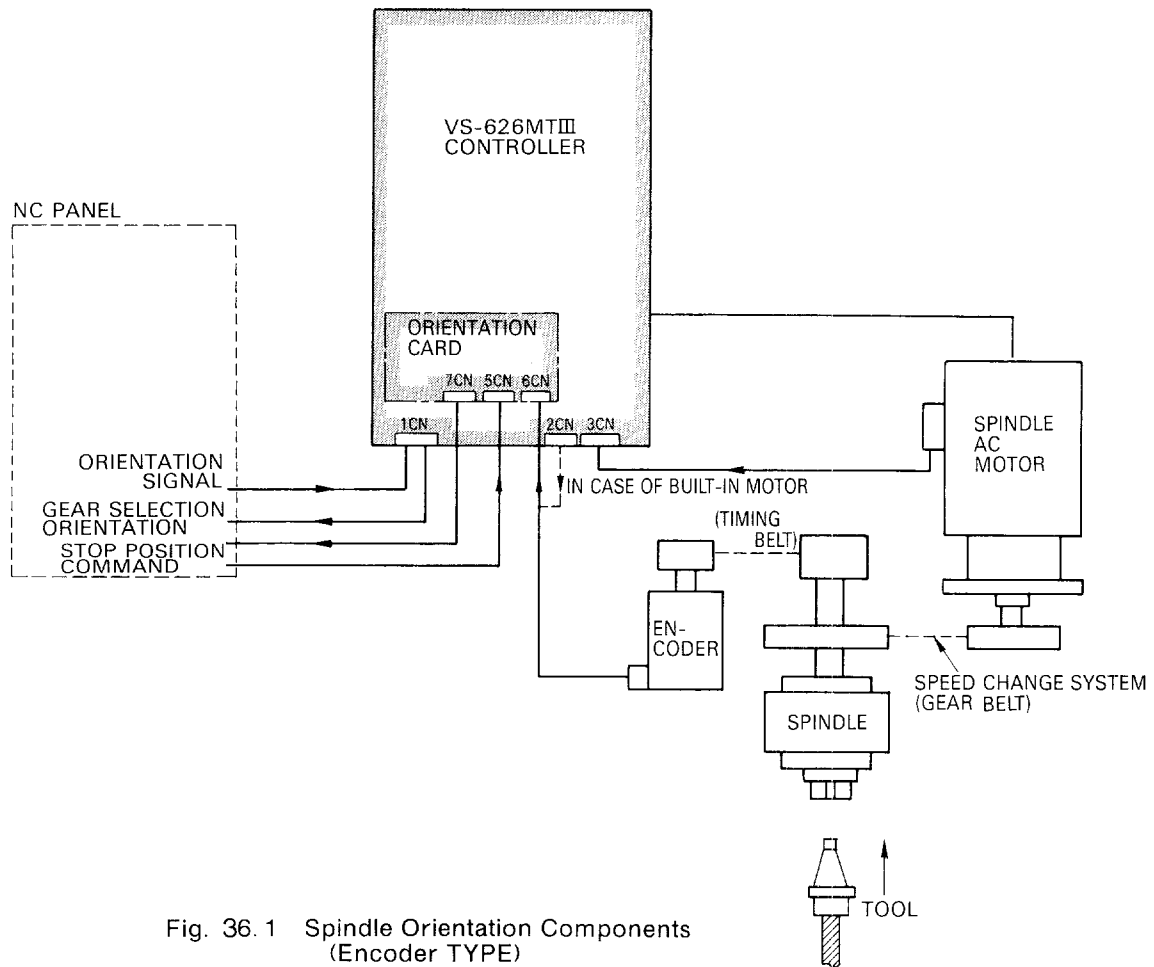 VS-626MTⅢ
CONTROLLER
NC PANEL
ORIENTATION
CARD
7CN 5CN 6CN
1CN
2CN 3CN
SPINDLE
AC
MOTOR
ORIENTATION
SIGNAL
GEAR SELECTION
ORIENTATION
STOP POSITION
COMMAND
IN CASE OF BUILT-IN MOTOR
(TIMING
BELT)
EN-
CODER
SPEED CHANGE SYSTEM
(GEAR BELT)
SPINDLE
TOOL
Fig. 36.1 Spindle Orientation Components
(Encoder TYPE)